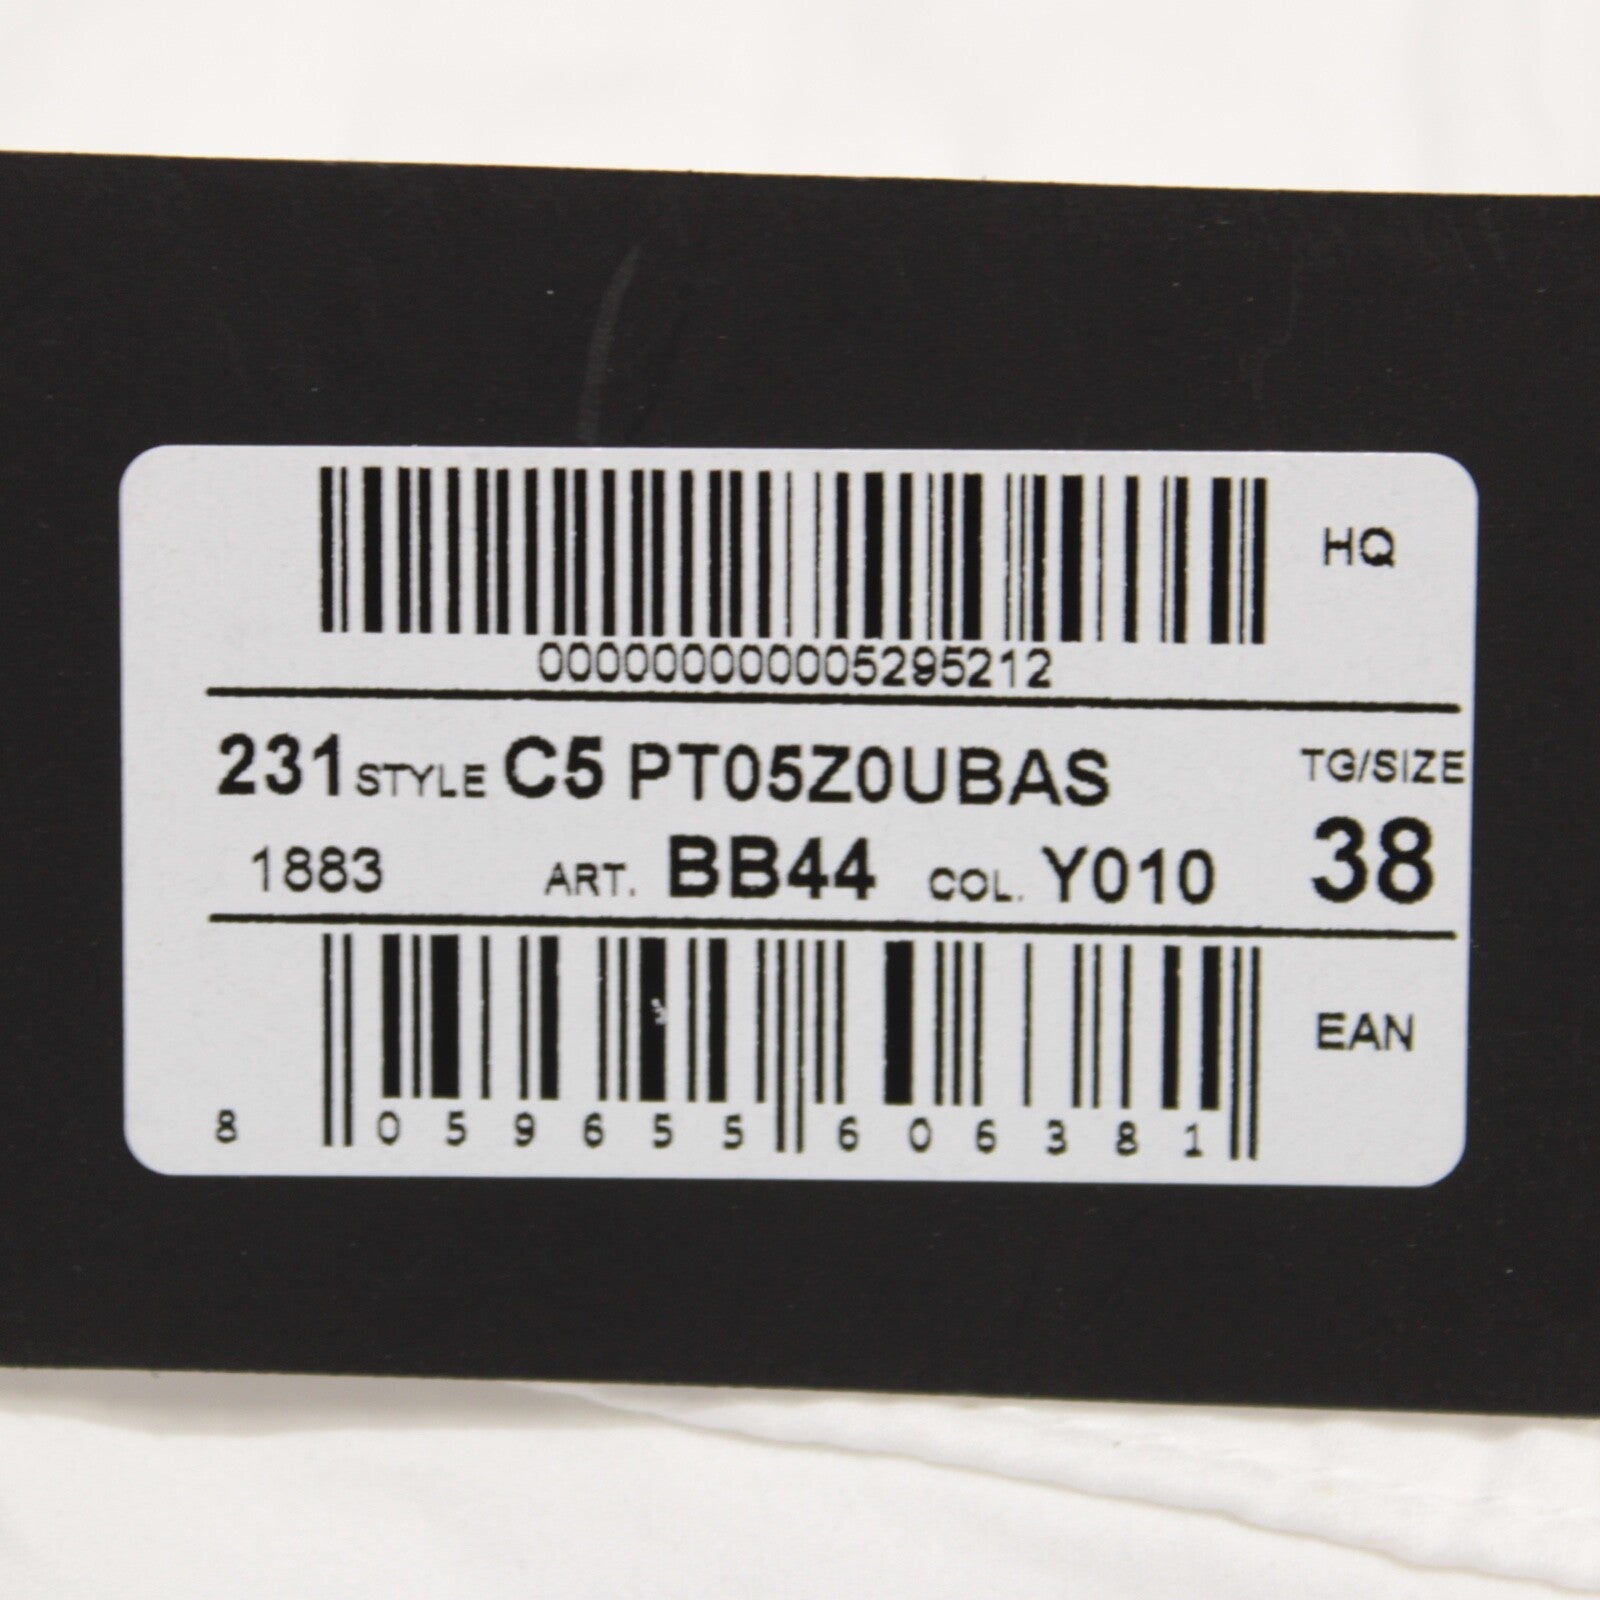 HQ
000000000005295212
231 STYLE C5 PT05Z0UBAS TG/SIZE
1883 ART. BB44 COL. Y010 38
EAN
8 059655 606381